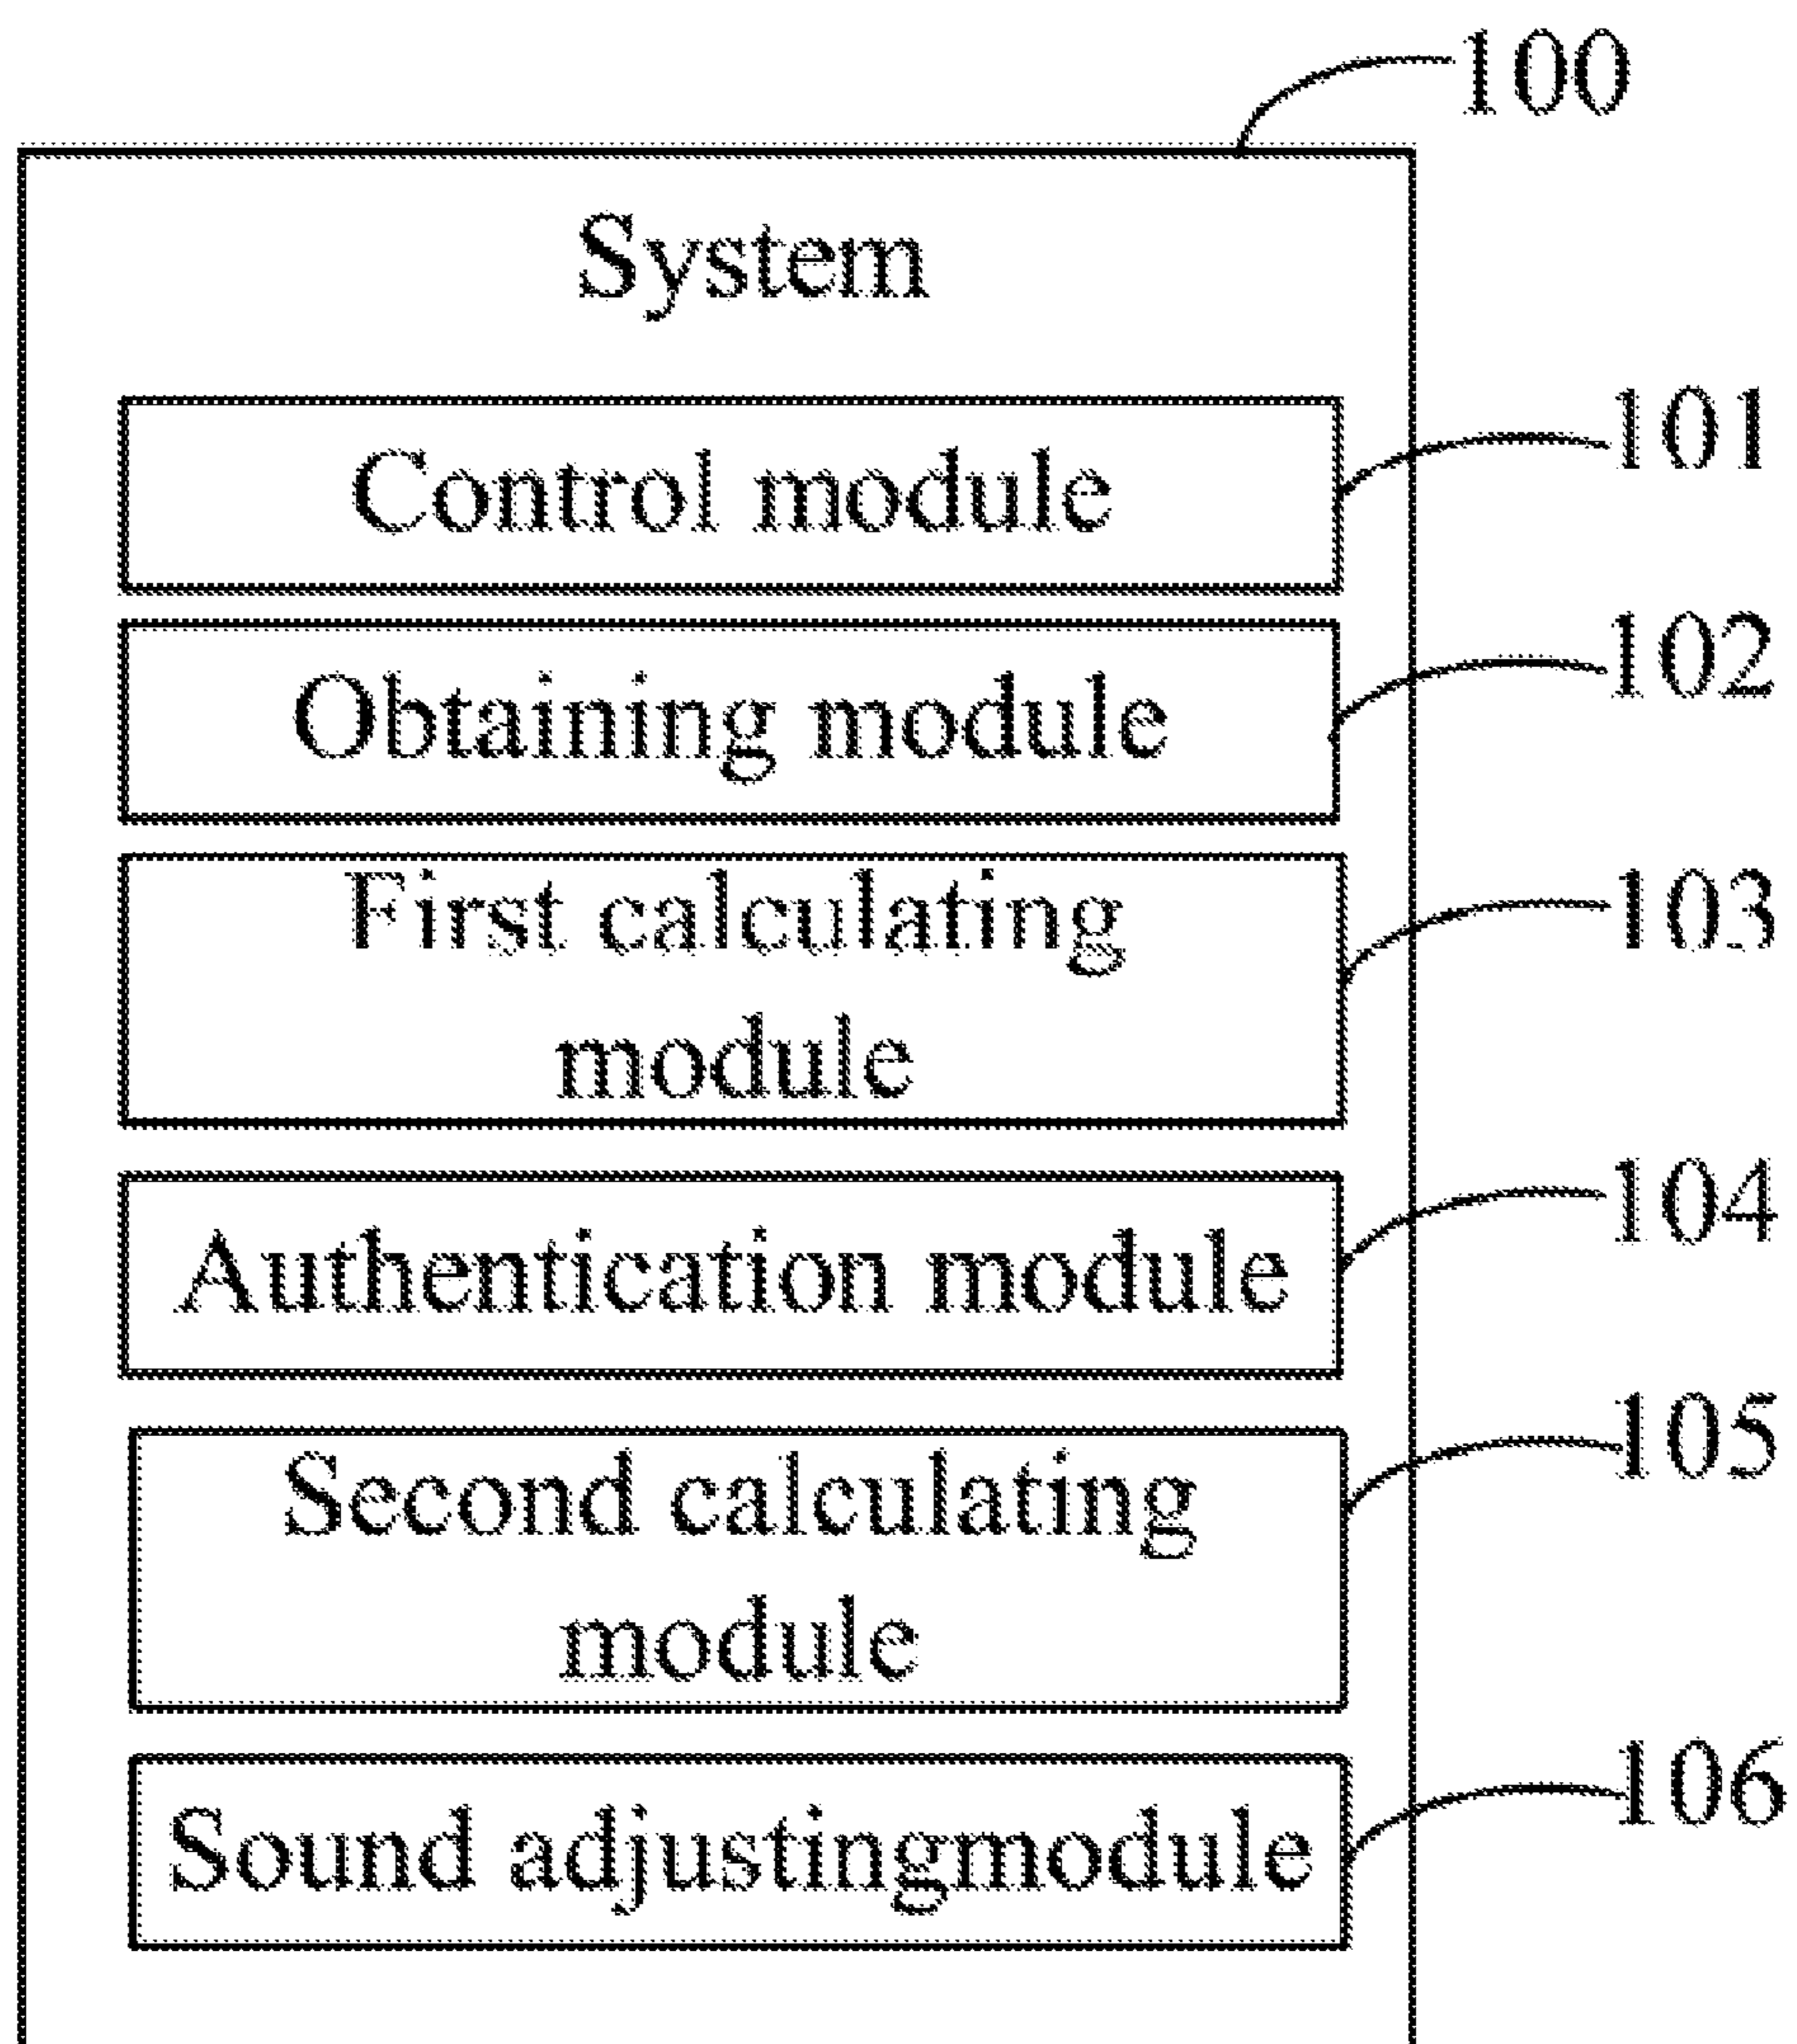 100
System
Control module
101
Obtaining module
102
First calculating
module
103
Authentication module
104
Second calculating
module
105
Sound adjustingmodule
106